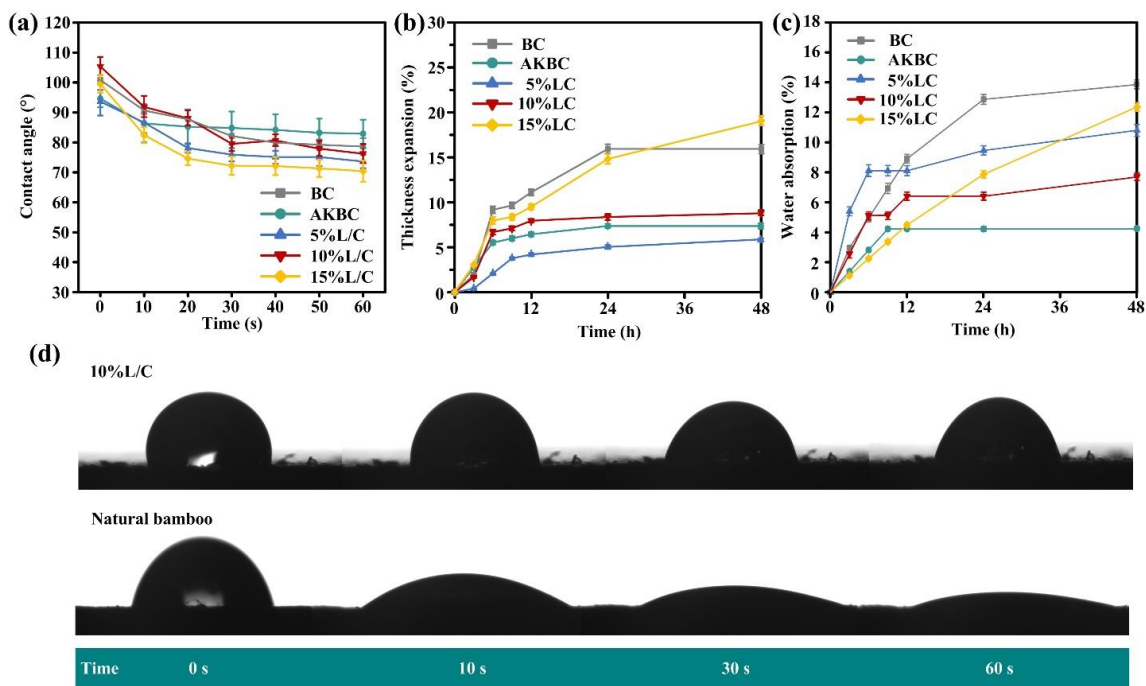 (a)
Contact angle (°)
120
110
100
90
80
70
60
50
40
30
BC
AKBC
5%L/C
10%L/C
15%L/C
0 10 20 30 40 50 60
Time (s)
(b)
Thickness expansion (%)
30
25
20
15
10
5
0
BC
AKBC
5%LC
10%LC
15%LC
0 12 24 36 48
Time (h)
(c)
Water absorption (%)
18
16
14
12
10
8
6
4
2
0
BC
AKBC
5%LC
10%LC
15%LC
0 12 24 36 48
Time (h)
(d)
10%L/C
Natural bamboo
Time 0 s 10 s 30 s 60 s